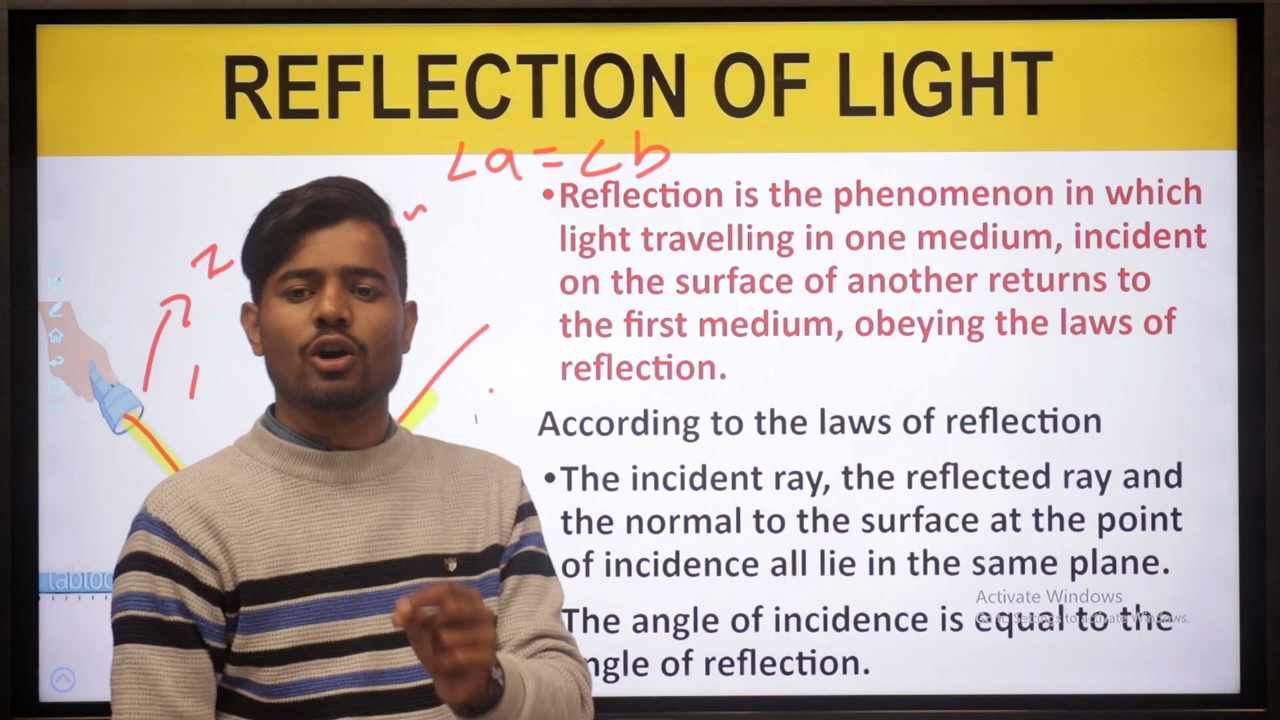 REFLECTION OF LIGHT
∠a = ∠b
•Reflection is the phenomenon in which
light travelling in one medium, incident
on the surface of another returns to
the first medium, obeying the laws of
reflection.
N
1
According to the laws of reflection
•The incident ray, the reflected ray and
the normal to the surface at the point
of incidence all lie in the same plane.
The angle of incidence is equal to the
ngle of reflection.
Activate Windows